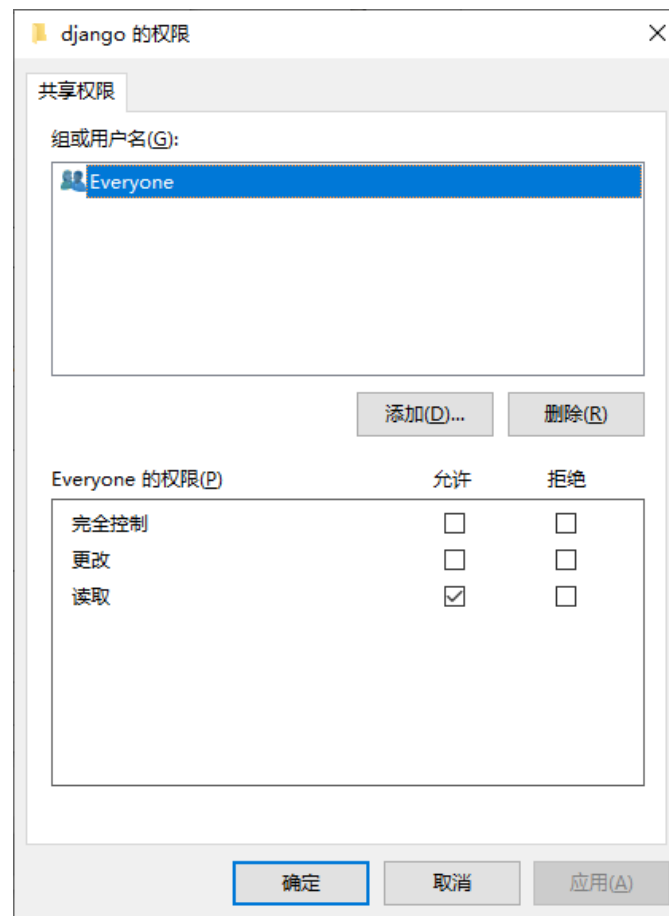 django 的权限
共享权限
组或用户名(G):
Everyone
添加(D)... 删除(R)
Everyone 的权限(P) 允许 拒绝
完全控制
更改
读取
确定 取消 应用(A)